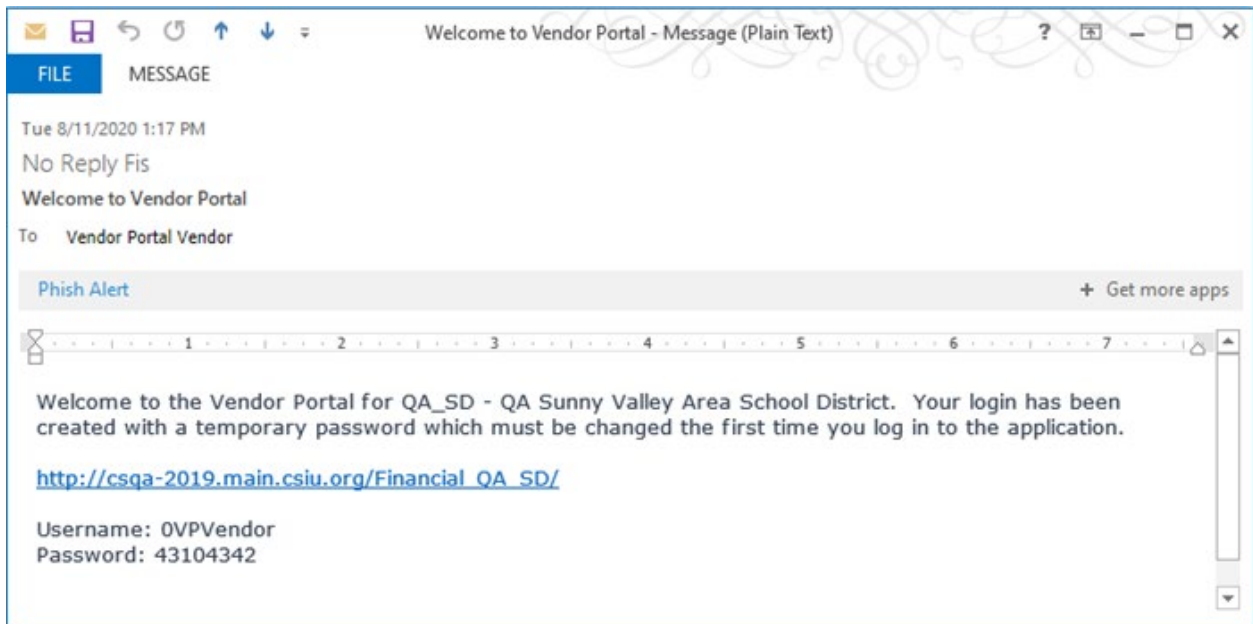 Welcome to Vendor Portal - Message (Plain Text)
?
FILE MESSAGE
Tue 8/11/2020 1:17 PM
No Reply Fis
Welcome to Vendor Portal
To Vendor Portal Vendor
Phish Alert + Get more apps
1 2 3 4 5 6 7
Welcome to the Vendor Portal for QA_SD - QA Sunny Valley Area School District. Your login has been
created with a temporary password which must be changed the first time you log in to the application.
http://csqa-2019.main.csiu.org/Financial_QA_SD/
Username: 0VPVendor
Password: 43104342